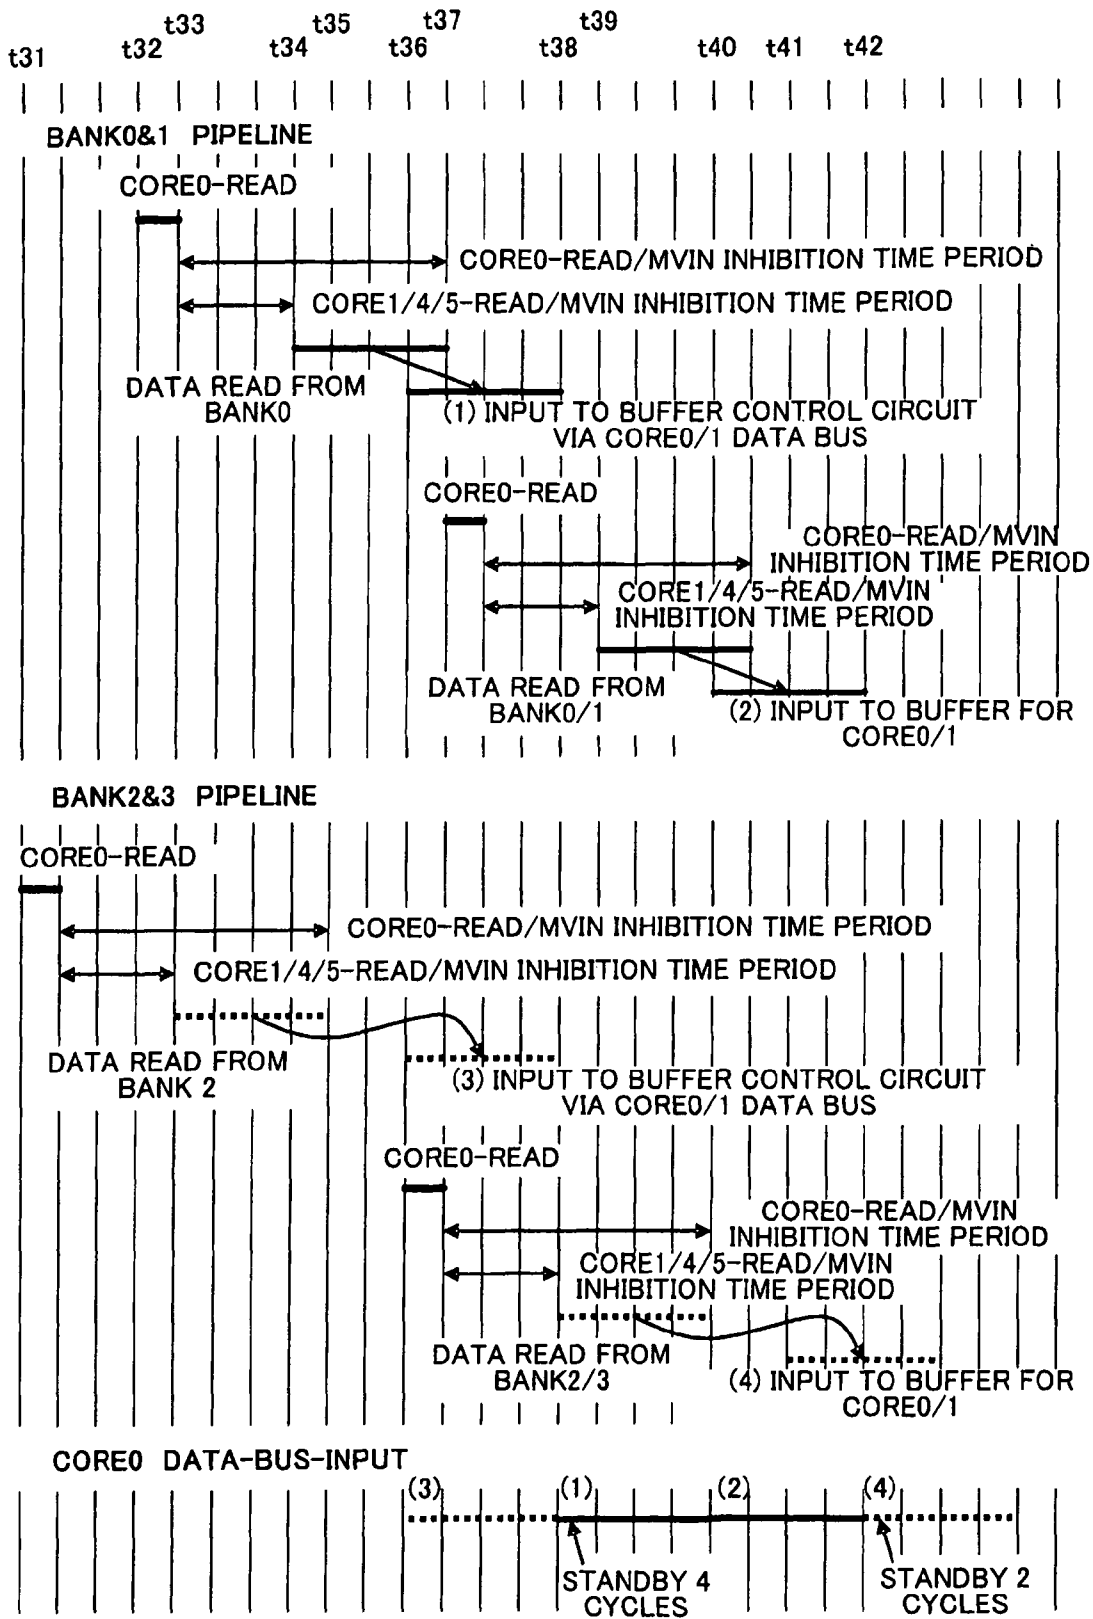 t33 t35 t37 t39
t31 t32 t34 t36 t38 t40 t41 t42
BANK0&1 PIPELINE
CORE0-READ
CORE0-READ/MVIN INHIBITION TIME PERIOD
CORE1/4/5-READ/MVIN INHIBITION TIME PERIOD
DATA READ FROM
BANK0
(1) INPUT TO BUFFER CONTROL CIRCUIT
VIA CORE0/1 DATA BUS
CORE0-READ
CORE0-READ/MVIN
INHIBITION TIME PERIOD
CORE1/4/5-READ/MVIN
INHIBITION TIME PERIOD
DATA READ FROM
BANK0/1
(2) INPUT TO BUFFER FOR
CORE0/1
BANK2&3 PIPELINE
CORE0-READ
CORE0-READ/MVIN INHIBITION TIME PERIOD
CORE1/4/5-READ/MVIN INHIBITION TIME PERIOD
DATA READ FROM
BANK 2
(3) INPUT TO BUFFER CONTROL CIRCUIT
VIA CORE0/1 DATA BUS
CORE0-READ
CORE0-READ/MVIN
INHIBITION TIME PERIOD
CORE1/4/5-READ/MVIN
INHIBITION TIME PERIOD
DATA READ FROM
BANK2/3
(4) INPUT TO BUFFER FOR
CORE0/1
CORE0 DATA-BUS-INPUT
(3) (1) (2) (4)
STANDBY 4
CYCLES
STANDBY 2
CYCLES